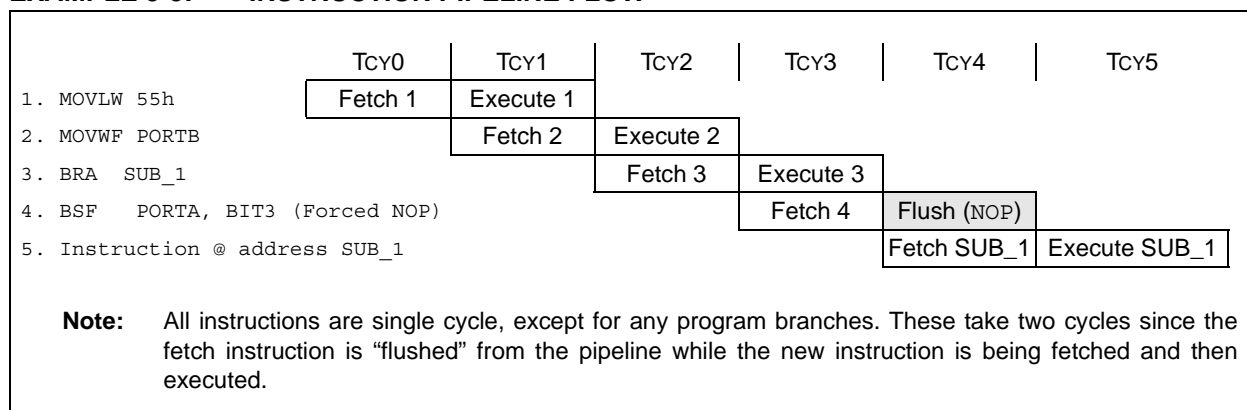 TCY0 TCY1 TCY2 TCY3 TCY4 TCY5
1. MOVLW 55h Fetch 1 Execute 1
2. MOVWF PORTB Fetch 2 Execute 2
3. BRA SUB_1 Fetch 3 Execute 3
4. BSF PORTA, BIT3 (Forced NOP) Fetch 4 Flush (NOP)
5. Instruction @ address SUB_1 Fetch SUB_1 Execute SUB_1
Note: All instructions are single cycle, except for any program branches. These take two cycles since the
fetch instruction is “flushed” from the pipeline while the new instruction is being fetched and then
executed.